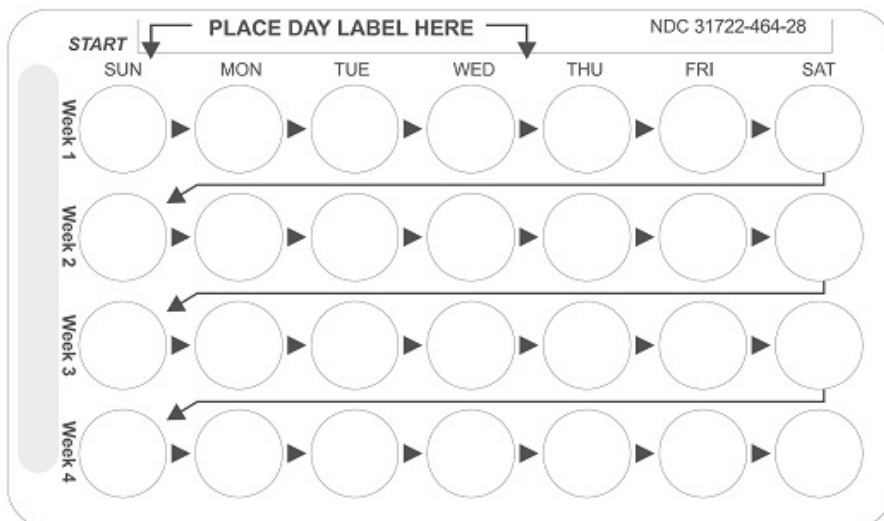 PLACE DAY LABEL HERE
NDC 31722-464-28
START
SUN MON TUE WED THU FRI SAT
Week 1
Week 2
Week 3
Week 4